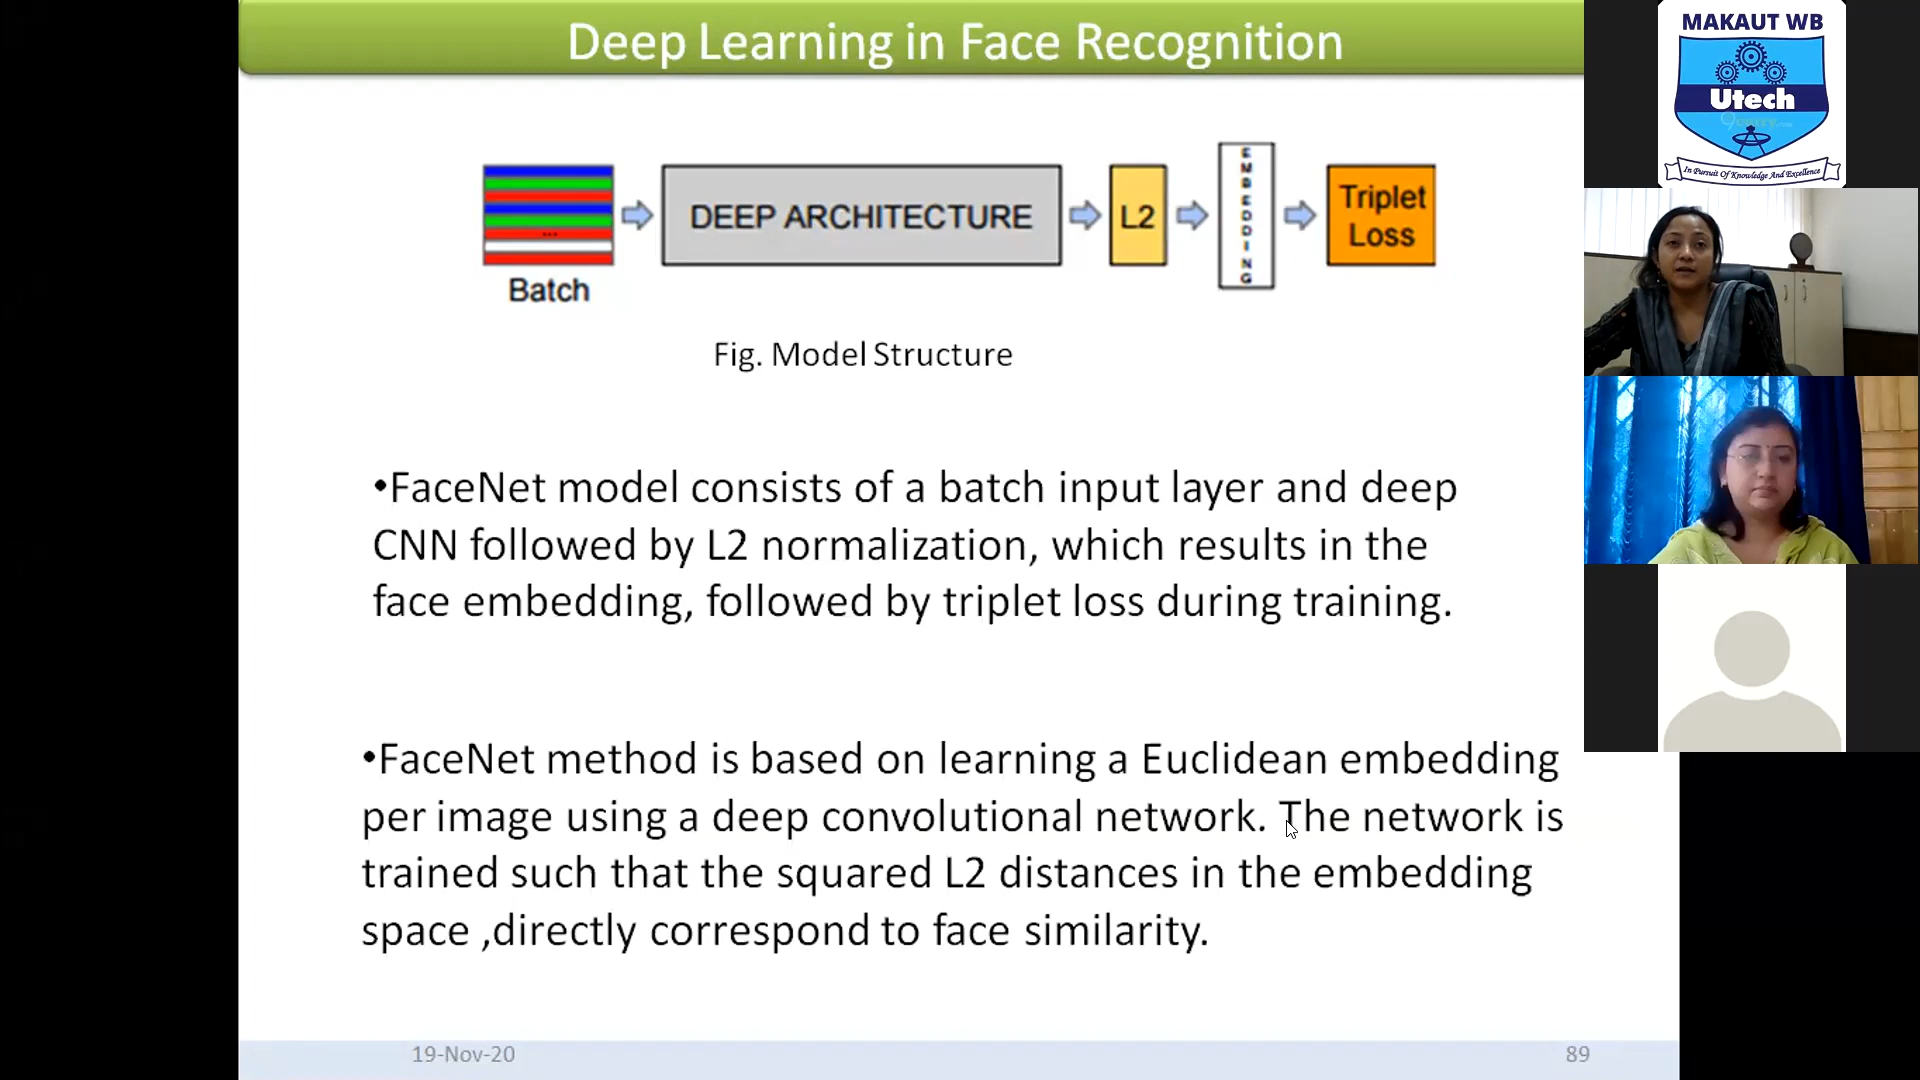 Deep Learning in Face Recognition
MAKAUT WB
Utech
In Pursuit Of Knowledge And Excellence
DEEP ARCHITECTURE
L2
EMBEDDING
Triplet
Loss
...
Batch
Fig. Model Structure
•FaceNet model consists of a batch input layer and deep
CNN followed by L2 normalization, which results in the
face embedding, followed by triplet loss during training.
•FaceNet method is based on learning a Euclidean embedding
per image using a deep convolutional network. The network is
trained such that the squared L2 distances in the embedding
space ,directly correspond to face similarity.
19-Nov-20
89